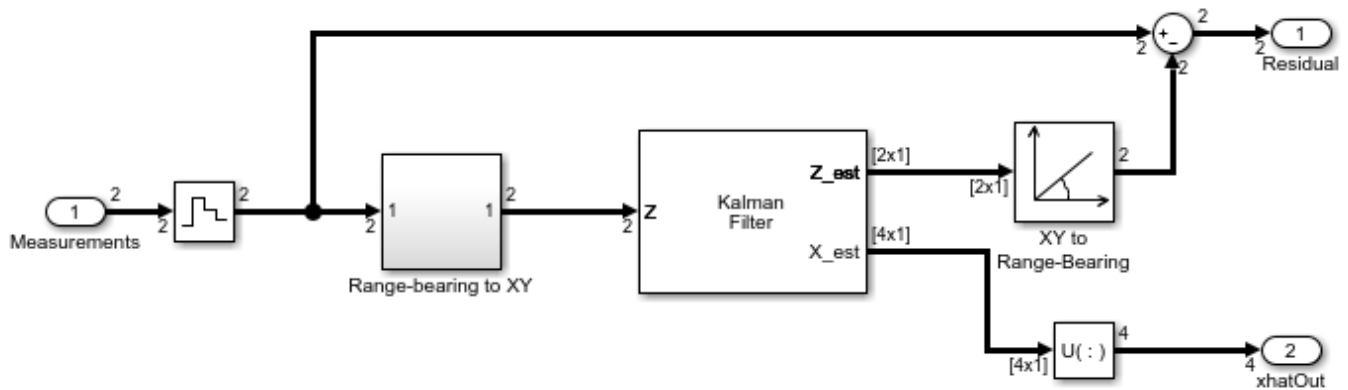 2
+
-
2
2
2
1
Residual
[2x1]
2
Z_est
[2x1]
2
2
2
2
1
1
Z
Kalman
Filter
1
2
2
2
Measurements
[4x1]
XY to
Range-Bearing
X_est
Range-bearing to XY
4
U( : )
2
[4x1]
4
xhatOut